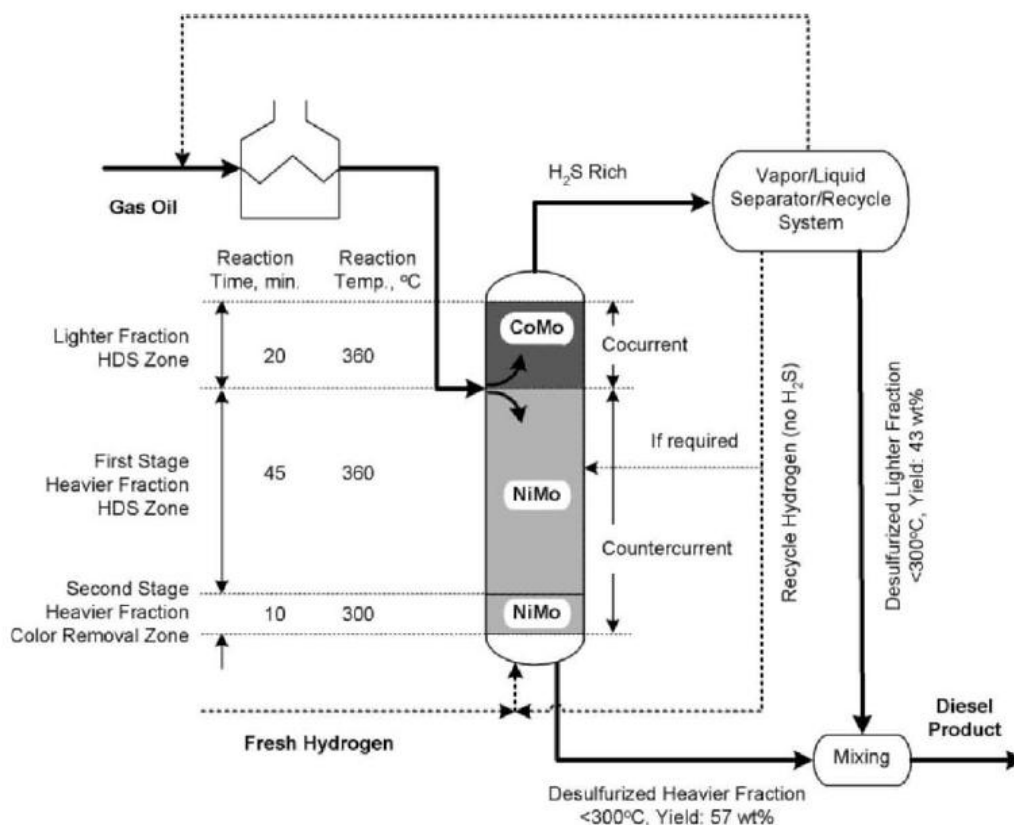 H2S Rich
Vapor/Liquid
Separator/Recycle
System
Gas Oil
Reaction
Time, min.
Reaction
Temp., ºC
Lighter Fraction
HDS Zone
20
360
CoMo
Cocurrent
If required
First Stage
Heavier Fraction
HDS Zone
45
360
NiMo
Countercurrent
Second Stage
Heavier Fraction
Color Removal Zone
10
300
NiMo
Recycle Hydrogen (no H2S)
Desulfurized Lighter Fraction
<300ºC, Yield: 43 wt%
Fresh Hydrogen
Mixing
Diesel
Product
Desulfurized Heavier Fraction
<300ºC, Yield: 57 wt%